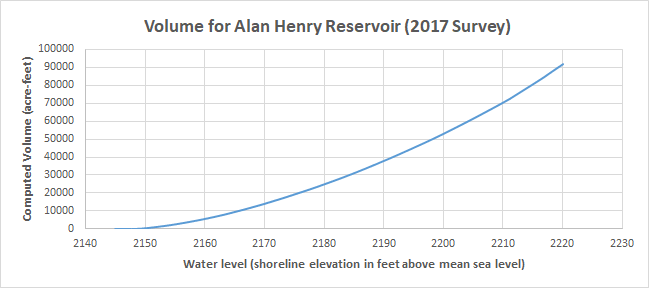 Volume for Alan Henry Reservoir (2017 Survey)
Computed Volume (acre-feet)
100000
90000
80000
70000
60000
50000
40000
30000
20000
10000
0
2140 2150 2160 2170 2180 2190 2200 2210 2220 2230
Water level (shoreline elevation in feet above mean sea level)